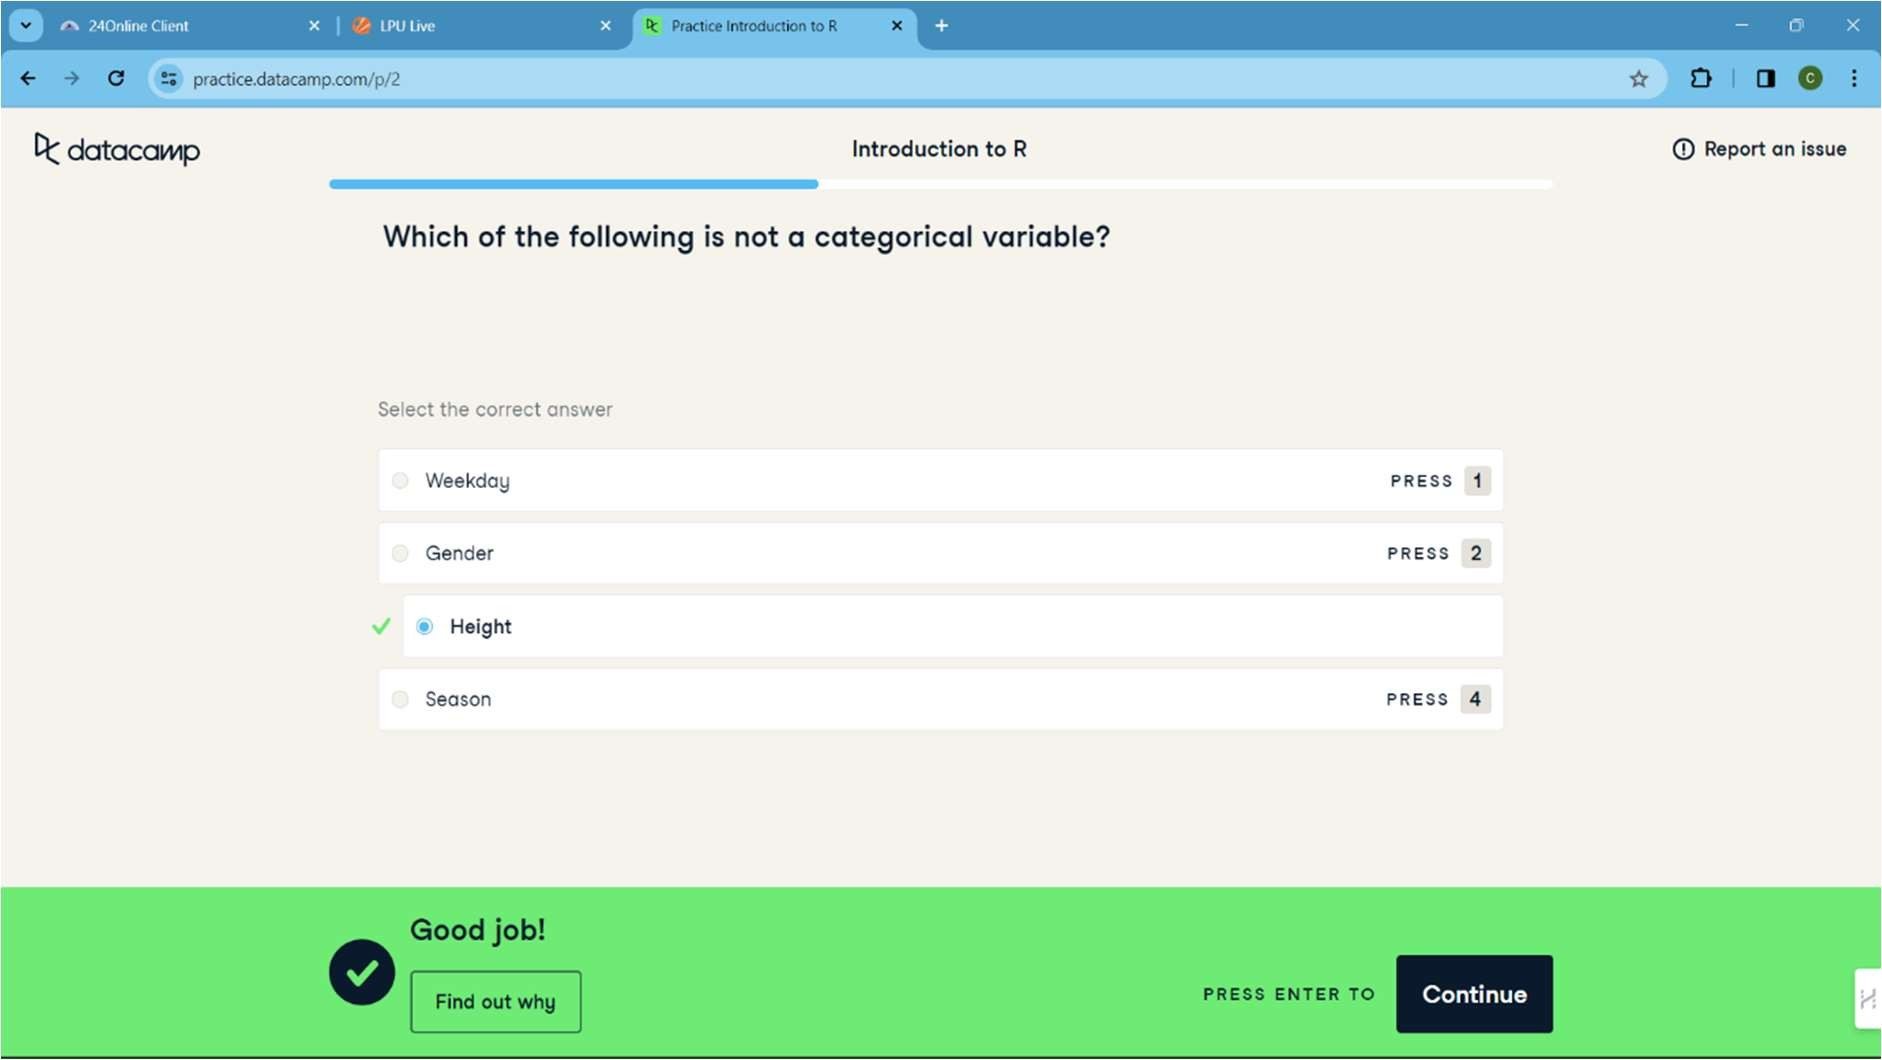 24Online Client
LPU Live
Practice Introduction to R
practice.datacamp.com/p/2
C
datacamp
Introduction to R
Report an issue
Which of the following is not a categorical variable?
Select the correct answer
Weekday PRESS 1
Gender PRESS 2
Height
Season PRESS 4
Good job!
Find out why
PRESS ENTER TO Continue